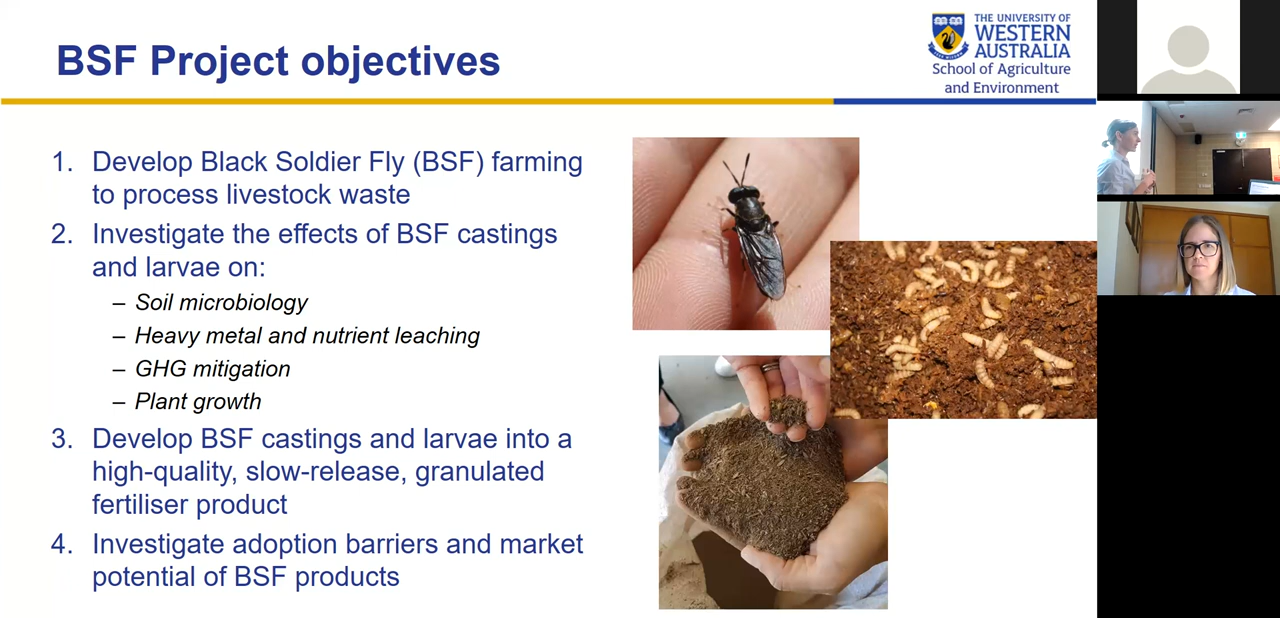 BSF Project objectives
THE UNIVERSITY OF
WESTERN
AUSTRALIA
School of Agriculture
and Environment
1. Develop Black Soldier Fly (BSF) farming
to process livestock waste
2. Investigate the effects of BSF castings
and larvae on:
– Soil microbiology
– Heavy metal and nutrient leaching
– GHG mitigation
– Plant growth
3. Develop BSF castings and larvae into a
high-quality, slow-release, granulated
fertiliser product
4. Investigate adoption barriers and market
potential of BSF products